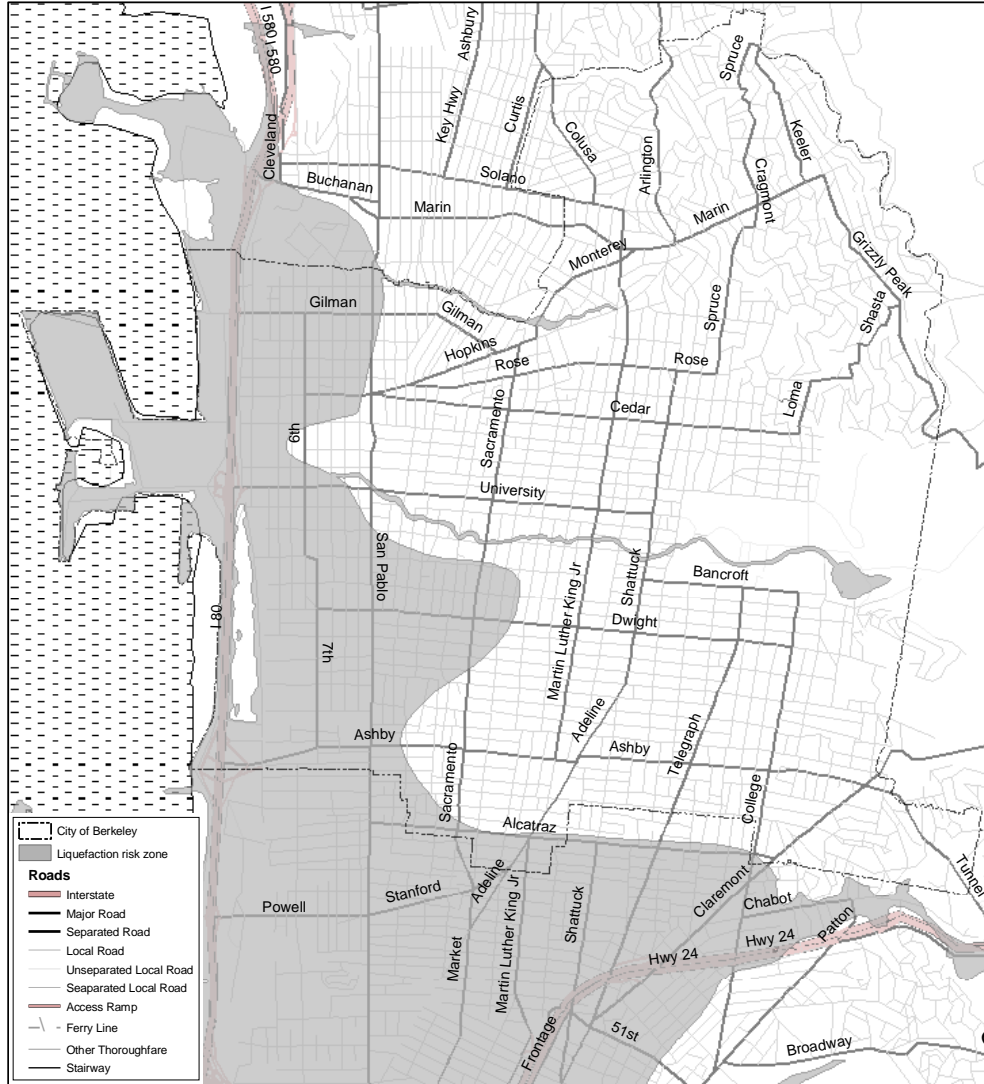 I 580
I 580
Ashbury
Spruce
Key Hwy
Curtis
Colusa
Arlington
Keeler
Cleveland
Buchanan
Solano
Cragmont
Marin
Marin
Monterey
Grizzly Peak
Gilman
Gilman
Spruce
Shasta
Hopkins
Rose
Rose
Loma
Cedar
6th
Sacramento
University
San Pablo
Shattuck
Bancroft
I 80
Martin Luther King Jr
Dwight
7th
Adeline
Telegraph
Ashby
Ashby
Sacramento
College
Alcatraz
Claremont
Tunnel
Stanford
Adeline
Powell
Chabot
Patton
Market
Martin Luther King Jr
Shattuck
Hwy 24
Hwy 24
Frontage
51st
Broadway
City of Berkeley
Liquefaction risk zone
Roads
Interstate
Major Road
Separated Road
Local Road
Unseparated Local Road
Seaparated Local Road
Access Ramp
Ferry Line
Other Thoroughfare
Stairway